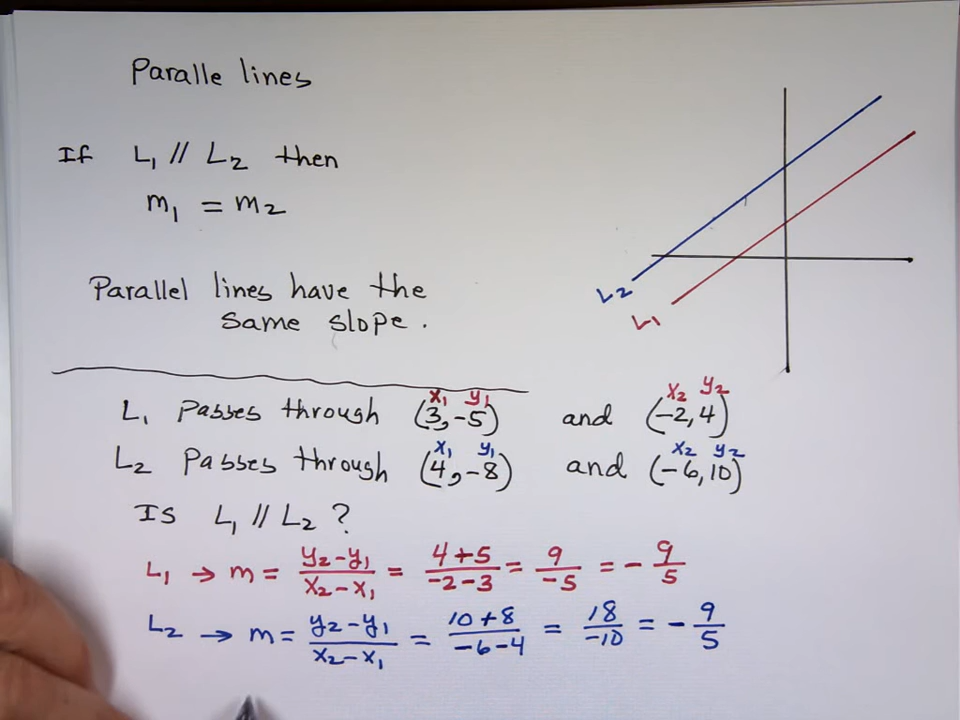 Paralle lines
If L₁ // L₂ then
m₁ = m₂
Parallel lines have the
same slope.
L2
L1
x₁ y₁ x₂ y₂
L₁ Passes through (3, -5) and (-2, 4)
x₁ y₁ x₂ y₂
L₂ Passes through (4, -8) and (-6, 10)
Is L₁ // L₂ ?
L₁ → m = (y₂-y₁)/(x₂-x₁) = (4+5)/(-2-3) = 9/-5 = -9/5
L₂ → m = (y₂-y₁)/(x₂-x₁) = (10+8)/(-6-4) = 18/-10 = -9/5